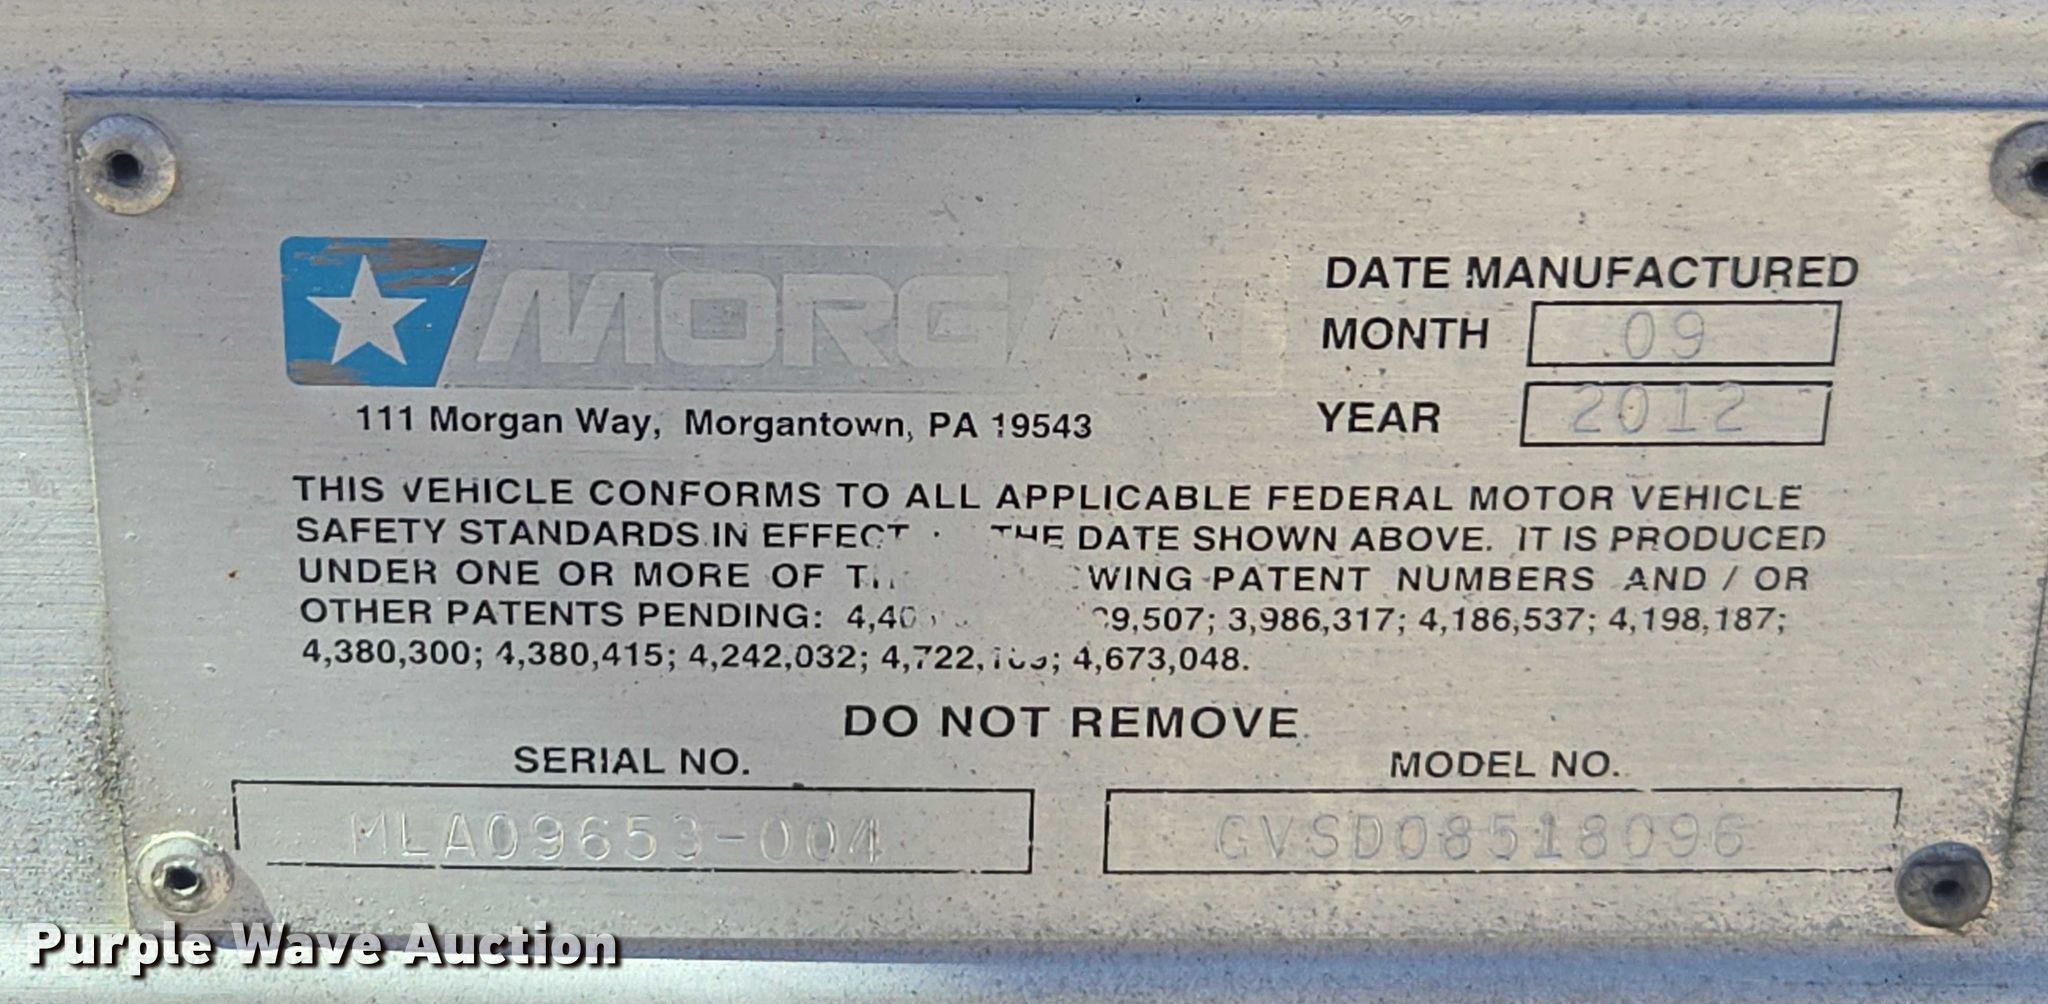 MORGA
DATE MANUFACTURED
MONTH 09
YEAR 2012
111 Morgan Way, Morgantown, PA 19543
THIS VEHICLE CONFORMS TO ALL APPLICABLE FEDERAL MOTOR VEHICLE
SAFETY STANDARDS IN EFFECT THE DATE SHOWN ABOVE. IT IS PRODUCED
UNDER ONE OR MORE OF PATENT NUMBERS AND / OR
OTHER PATENTS PENDING: 3,986,317; 4,186,537; 4,198,187;
4,380,300; 4,380,415; 4,242,032; 4,673,048.
DO NOT REMOVE
SERIAL NO.
MODEL NO.
MLA09653-004
GVSD08518096
Purple Wave Auction